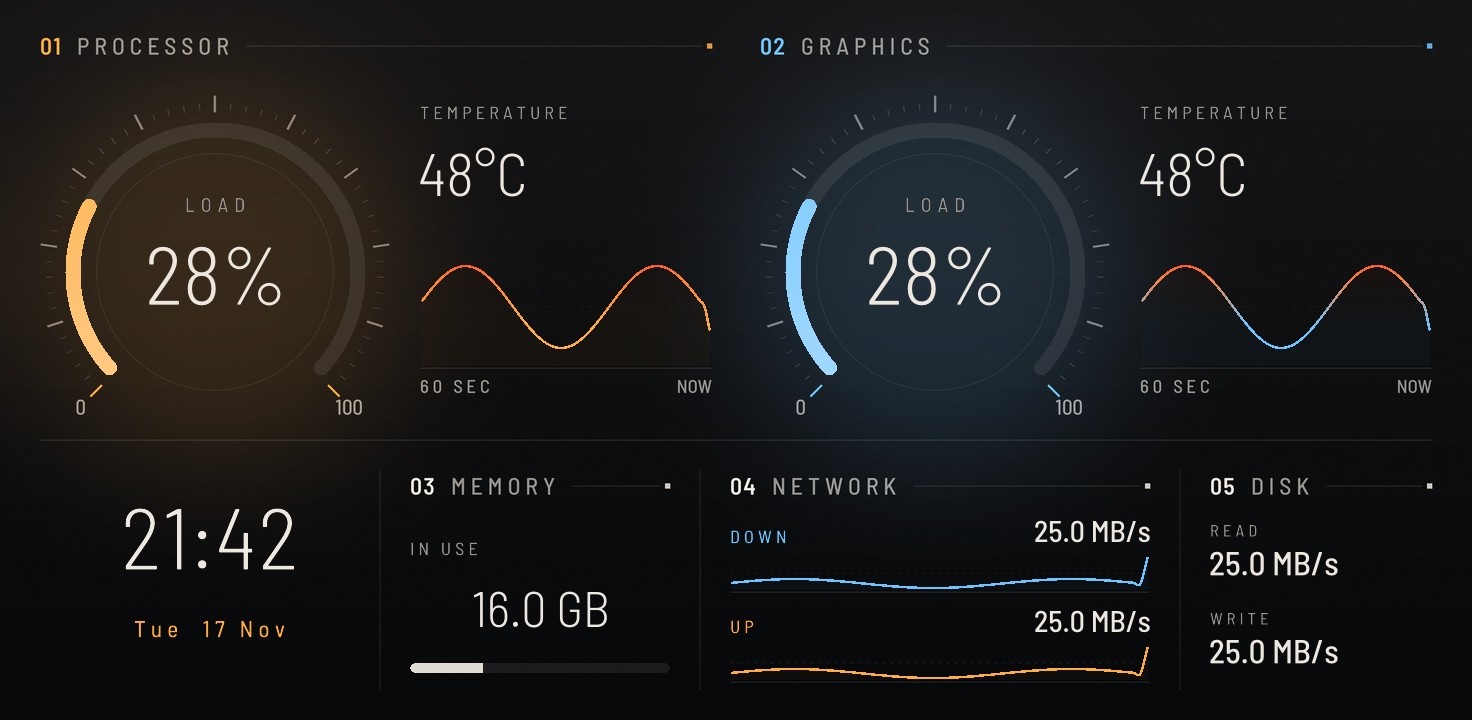 01 PROCESSOR
TEMPERATURE
48°C
LOAD
28%
60 SEC NOW
0 100
02 GRAPHICS
TEMPERATURE
48°C
LOAD
28%
60 SEC NOW
0 100
21:42
Tue 17 Nov
03 MEMORY
IN USE
16.0 GB
04 NETWORK
DOWN 25.0 MB/s
UP 25.0 MB/s
05 DISK
READ
25.0 MB/s
WRITE
25.0 MB/s